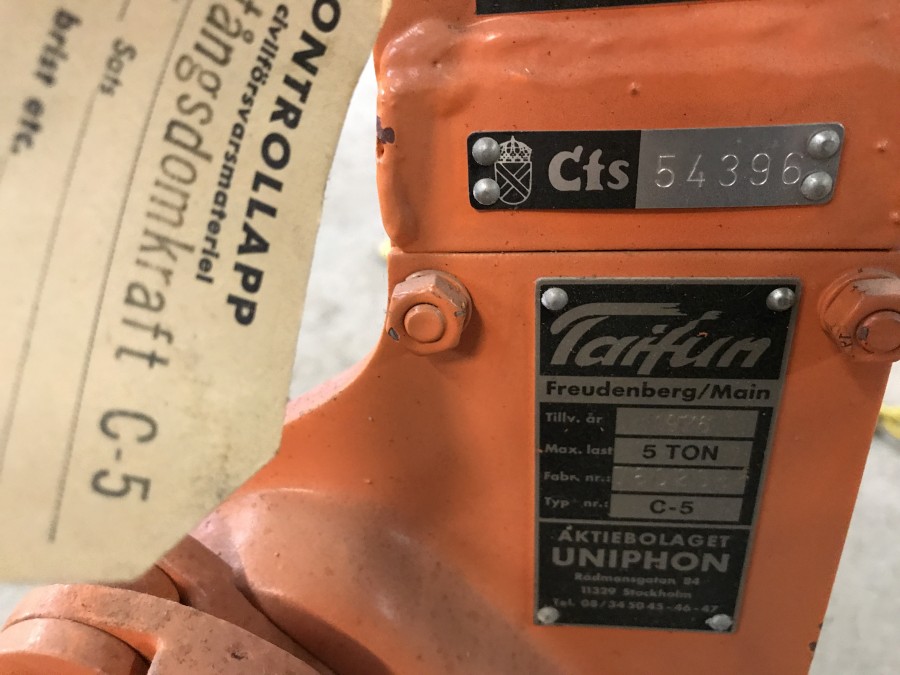 KONTROLLAPP
civilförsvarsmateriel
tångsdomkraft C-5
Sats
brist etc.
Cfs 54396
Taifun
Freudenberg/Main
Tillv. år
Max. last 5 TON
Fabr. nr.:
Typ nr.: C-5
AKTIEBOLAGET
UNIPHON
Rådmansgatan 84
11329 Stockholm
Tel. 08/34 50 45-46-47